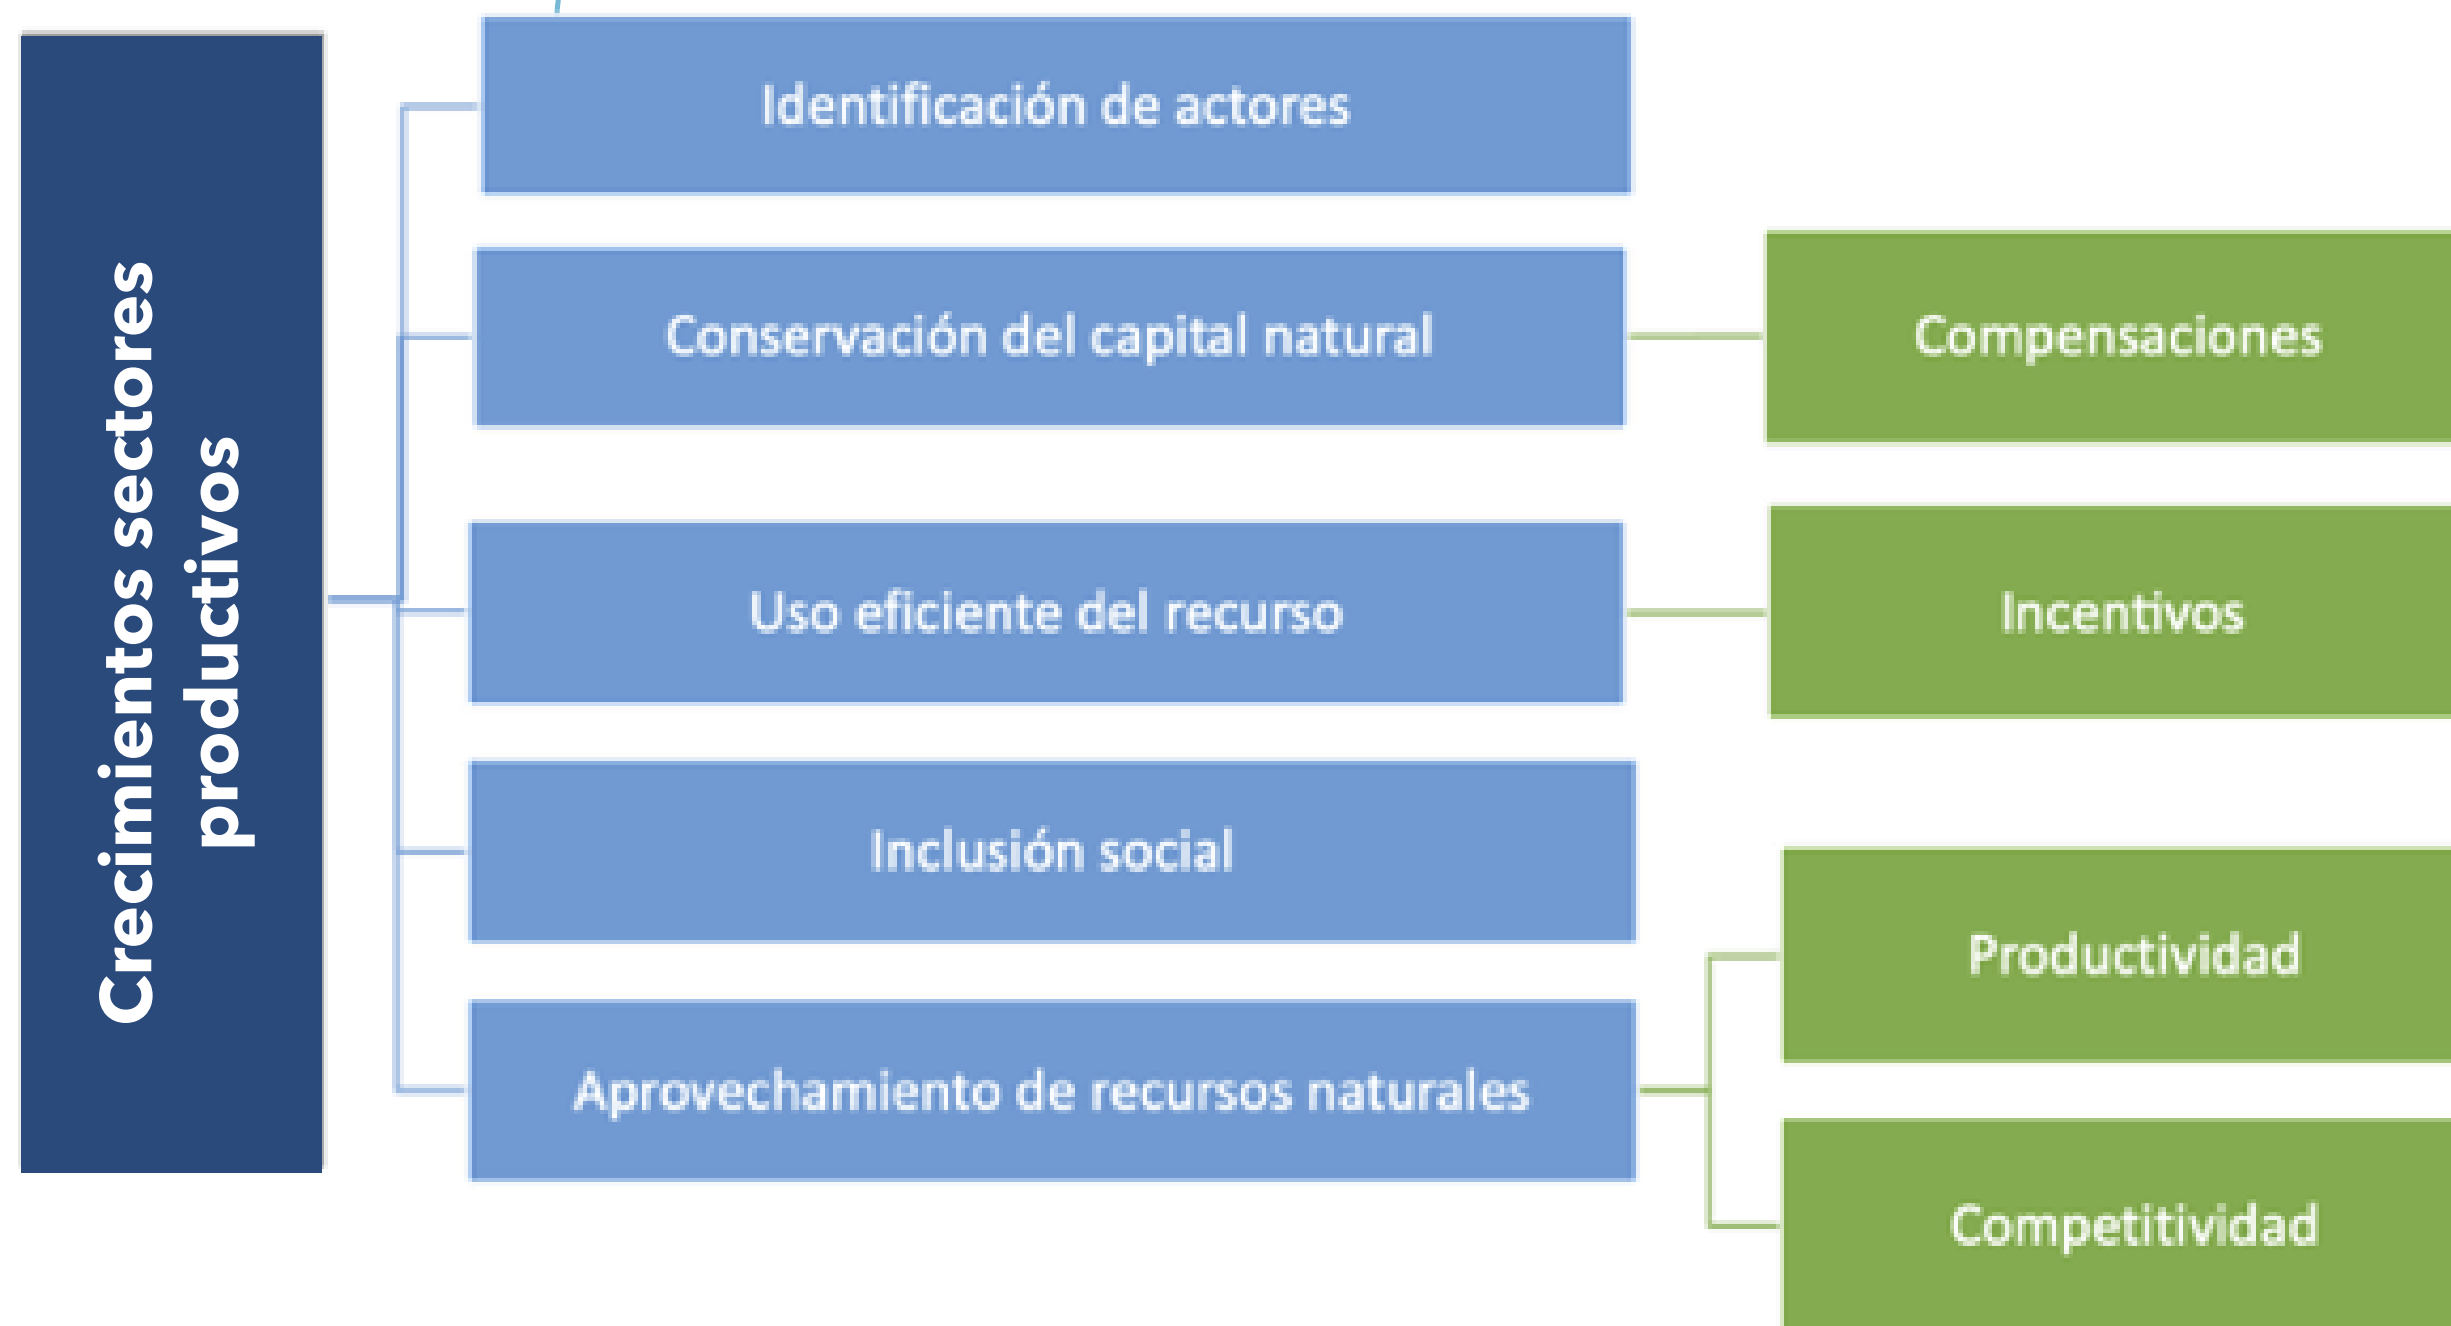 Crecimientos sectores
productivos
Identificación de actores
Conservación del capital natural
Compensaciones
Uso eficiente del recurso
Incentivos
Inclusión social
Aprovechamiento de recursos naturales
Productividad
Competitividad